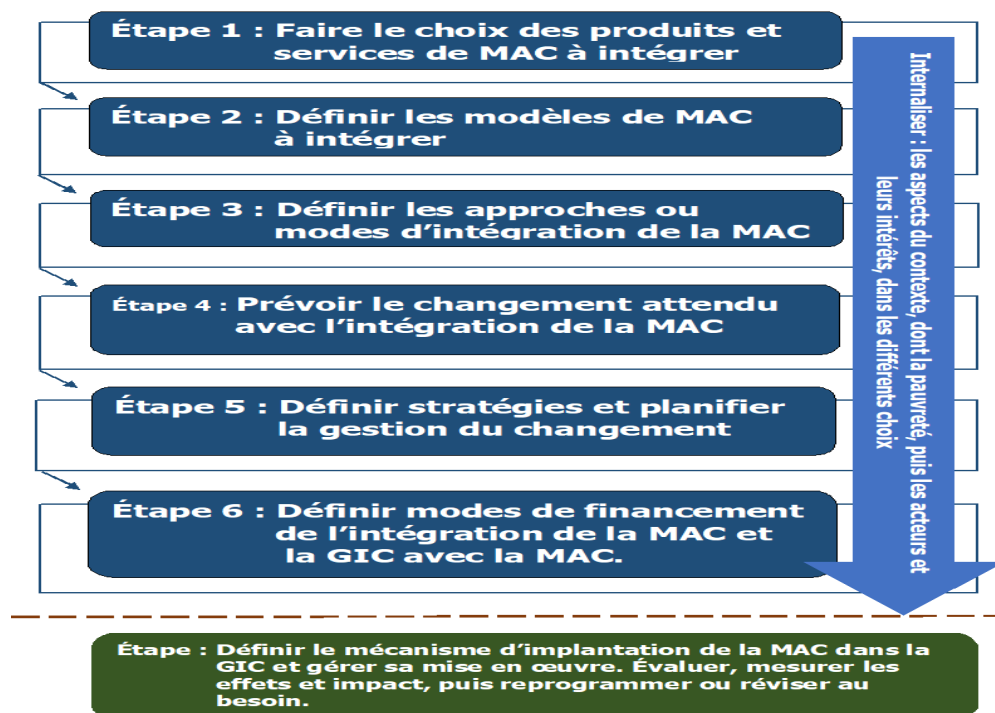 Étape 1 : Faire le choix des produits et
services de MAC à intégrer
Étape 2 : Définir les modèles de MAC
à intégrer
Étape 3 : Définir les approches ou
modes d’intégration de la MAC
Étape 4 : Prévoir le changement attendu
avec l’intégration de la MAC
Étape 5 : Définir stratégies et planifier
la gestion du changement
Étape 6 : Définir modes de financement
de l’intégration de la MAC et
la GIC avec la MAC.
Internaliser : les aspects du contexte, dont la pauvreté, puis les acteurs et
leurs intérêts, dans les différents choix
Étape : Définir le mécanisme d’implantation de la MAC dans la
GIC et gérer sa mise en œuvre. Évaluer, mesurer les
effets et impact, puis reprogrammer ou réviser au
besoin.